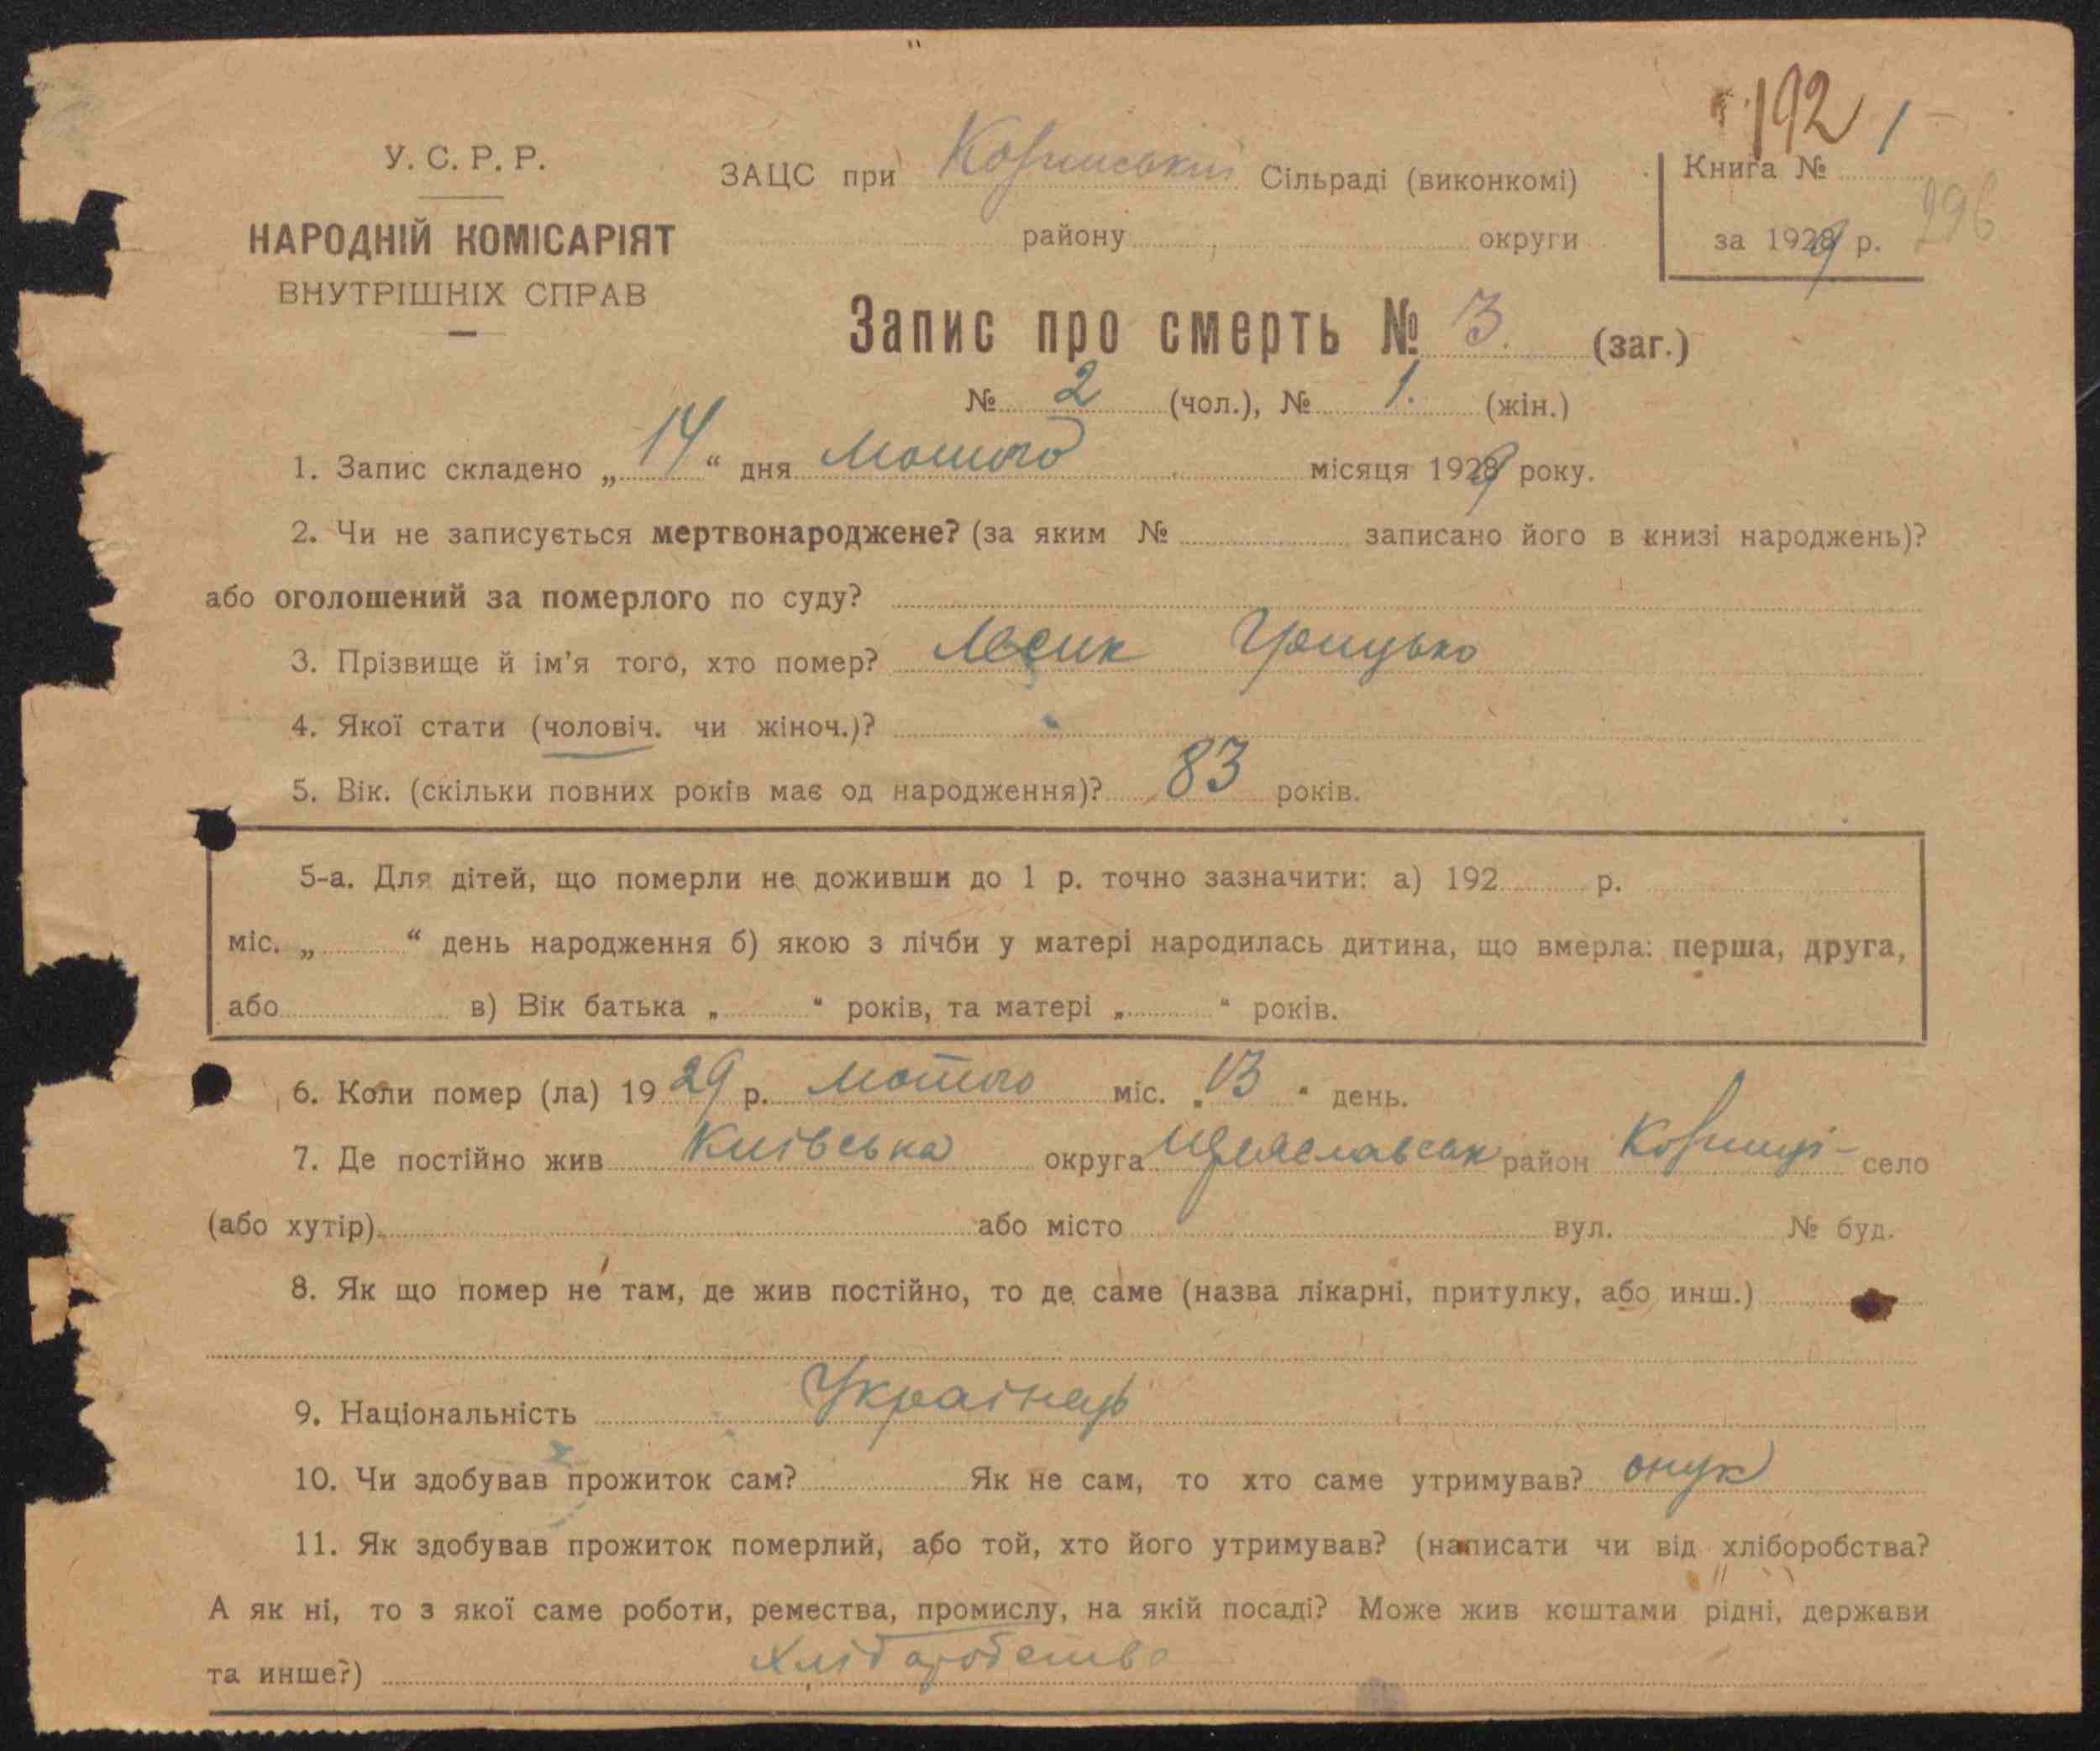 192 1
У. С. Р. Р.
ЗАЦС при Коржиській Сільраді (виконкомі)
Книга №
296
НАРОДНІЙ КОМІСАРІЯТ
району округи
за 1929 р.
ВНУТРІШНІХ СПРАВ
Запис про смерть № 3. (заг.)
№ 2 (чол.), № 1. (жін.)
1. Запис складено „14“ дня Лютого місяця 1929 року.
2. Чи не записується мертвонароджене? (за яким № записано його в книзі народжень)?
або оголошений за померлого по суду?
3. Прізвище й ім'я того, хто помер? Лесик Грицько
4. Якої стати (чоловіч. чи жіноч.)?
5. Вік. (скільки повних років має од народження)? 83 років.
5-а. Для дітей, що померли не доживши до 1 р. точно зазначити: а) 192 р.
міс. „ “ день народження б) якою з лічби у матері народилась дитина, що вмерла: перша, друга,
або в) Вік батька „ “ років, та матері „ “ років.
6. Коли помер (ла) 1929 р. Лютого міс. „13“ день.
7. Де постійно жив Київська округа район село
(або хутір) або місто вул. № буд.
8. Як що помер не там, де жив постійно, то де саме (назва лікарні, притулку, або инш.)
9. Національність Українець
10. Чи здобував прожиток сам? Як не сам, то хто саме утримував? онук
11. Як здобував прожиток померлий, або той, хто його утримував? (написати чи від хліборобства?
А як ні, то з якої саме роботи, ремества, промислу, на якій посаді? Може жив коштами рідні, держави
та инше?) хліборобство